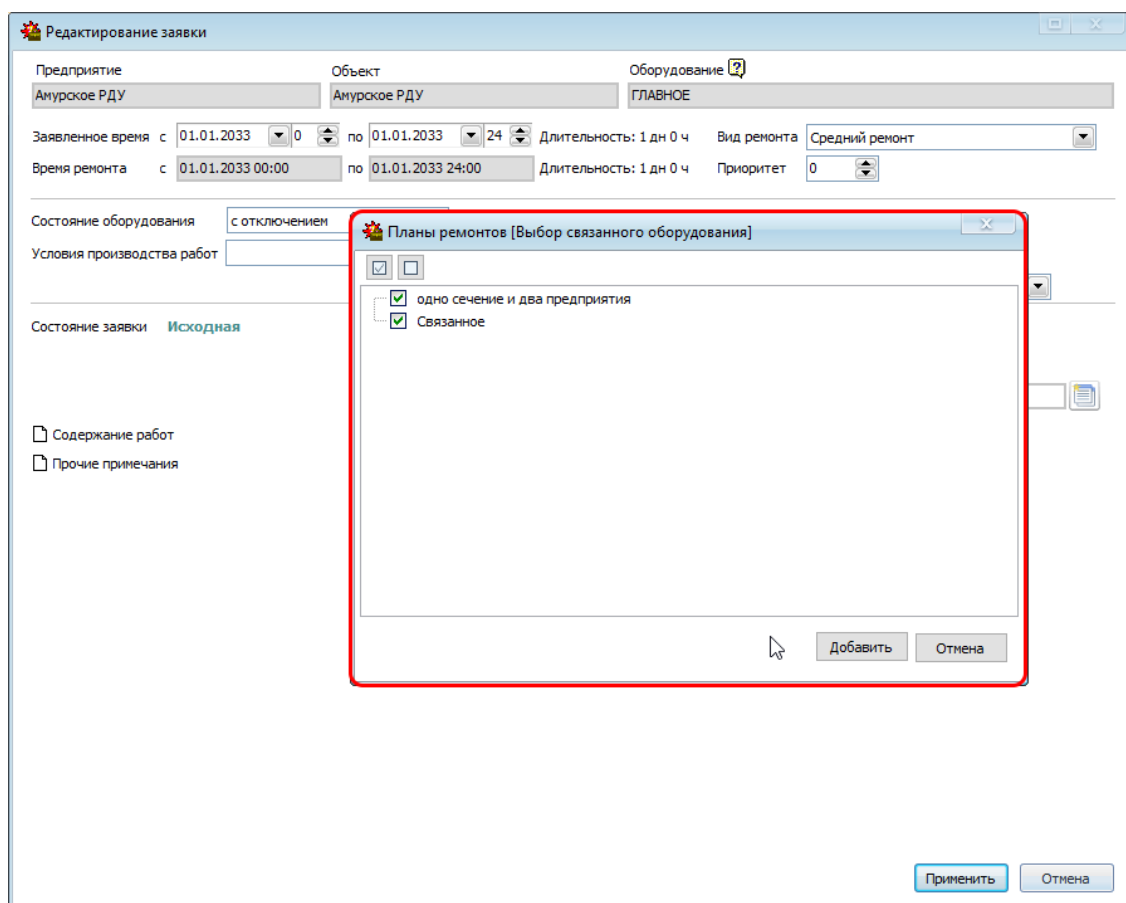 Редактирование заявки
Предприятие Объект Оборудование
Амурское РДУ Амурское РДУ ГЛАВНОЕ
Заявленное время с 01.01.2033 0 по 01.01.2033 24 Длительность: 1 дн 0 ч Вид ремонта Средний ремонт
Время ремонта с 01.01.2033 00:00 по 01.01.2033 24:00 Длительность: 1 дн 0 ч Приоритет 0
Состояние оборудования с отключением
Условия производства работ
Состояние заявки Исходная
Содержание работ
Прочие примечания
Планы ремонтов [Выбор связанного оборудования]
одно сечение и два предприятия
Связанное
Добавить Отмена
Применить Отмена